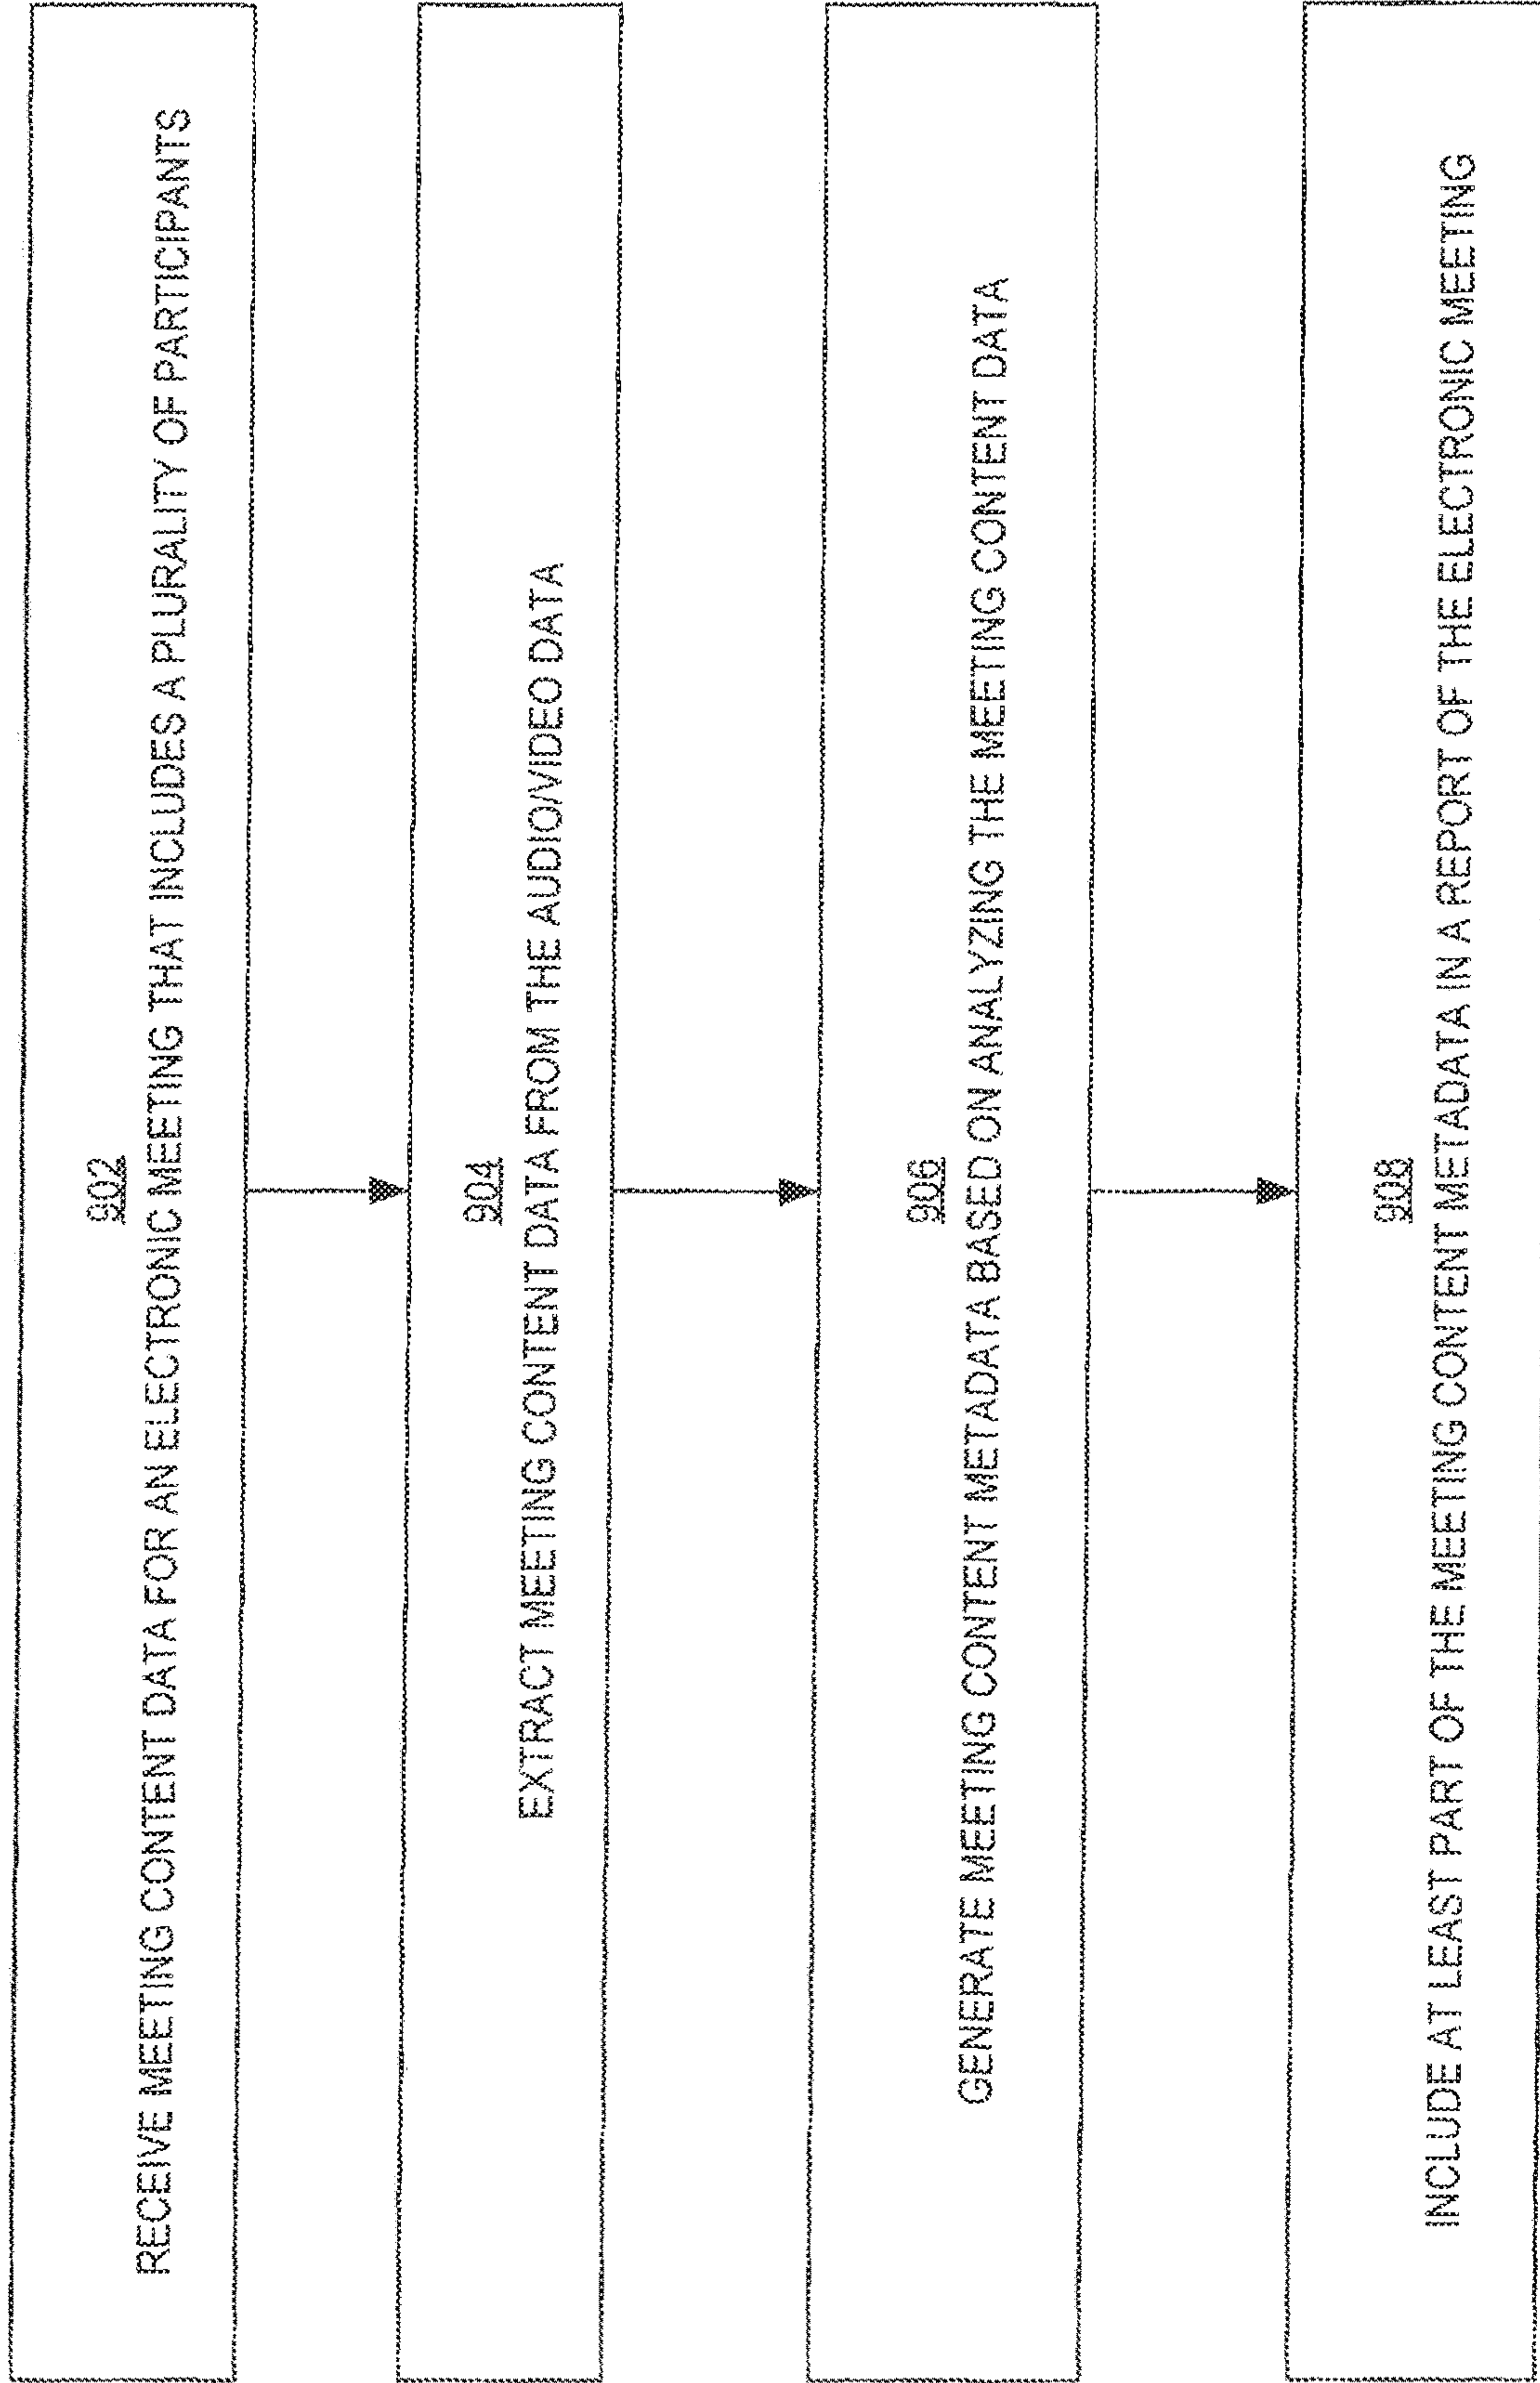 902
RECEIVE MEETING CONTENT DATA FOR AN ELECTRONIC MEETING THAT INCLUDES A PLURALITY OF PARTICIPANTS
904
EXTRACT MEETING CONTENT DATA FROM THE AUDIO/VIDEO DATA
906
GENERATE MEETING CONTENT METADATA BASED ON ANALYZING THE MEETING CONTENT DATA
908
INCLUDE AT LEAST PART OF THE MEETING CONTENT METADATA IN A REPORT OF THE ELECTRONIC MEETING